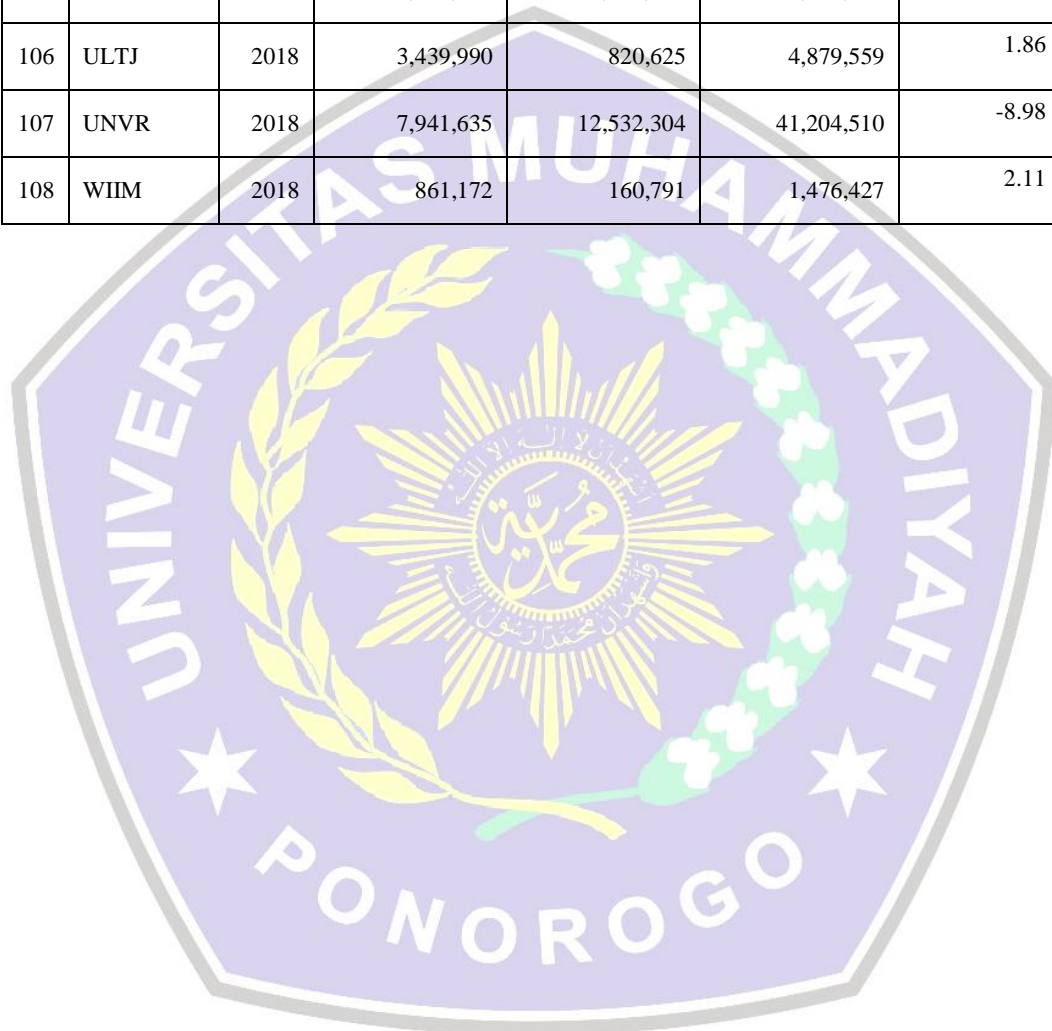 106 ULTJ 2018 3,439,990 820,625 4,879,559 1.86
107 UNVR 2018 7,941,635 12,532,304 41,204,510 -8.98
108 WIIM 2018 861,172 160,791 1,476,427 2.11
UNIVERSITAS MUHAMMADIYAH
PONOROGO
محمدية